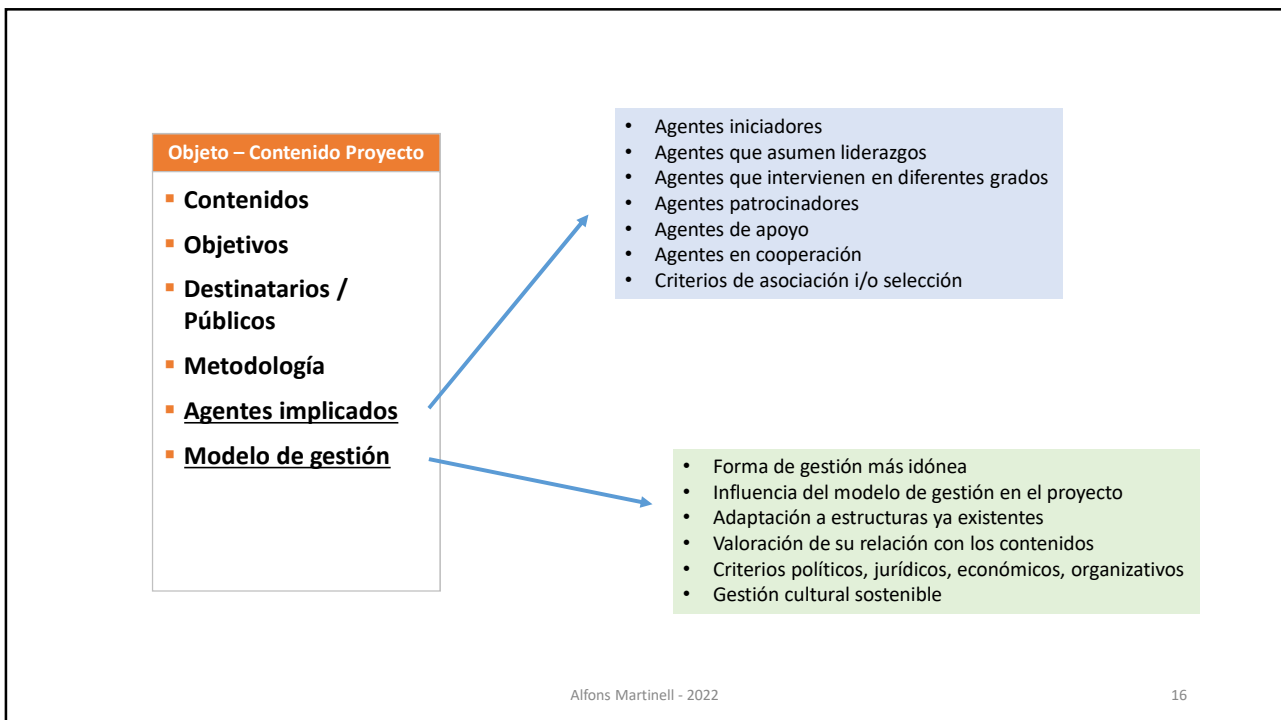 Objeto – Contenido Proyecto
▪ Contenidos
▪ Objetivos
▪ Destinatarios /
Públicos
▪ Metodología
▪ Agentes implicados
▪ Modelo de gestión
• Agentes iniciadores
• Agentes que asumen liderazgos
• Agentes que intervienen en diferentes grados
• Agentes patrocinadores
• Agentes de apoyo
• Agentes en cooperación
• Criterios de asociación i/o selección
• Forma de gestión más idónea
• Influencia del modelo de gestión en el proyecto
• Adaptación a estructuras ya existentes
• Valoración de su relación con los contenidos
• Criterios políticos, jurídicos, económicos, organizativos
• Gestión cultural sostenible
Alfons Martinell - 2022
16